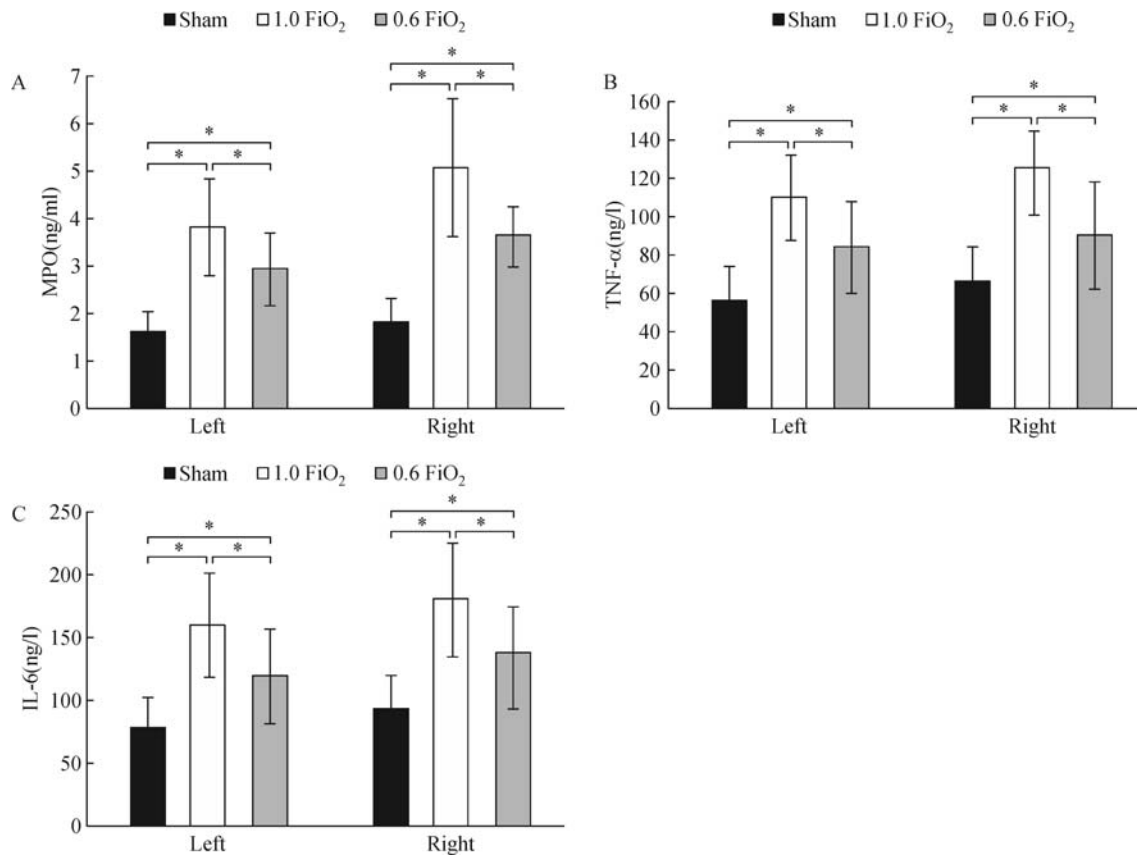 ■ Sham □ 1.0 FiO₂ ■ 0.6 FiO₂
A
7
6
5
4
3
2
1
0
MPO(ng/ml)
*
* *
*
* *
Left Right
■ Sham □ 1.0 FiO₂ ■ 0.6 FiO₂
B
160
140
120
100
80
60
40
20
0
TNF-α(ng/l)
*
* *
*
* *
Left Right
■ Sham □ 1.0 FiO₂ ■ 0.6 FiO₂
C
250
200
150
100
50
0
IL-6(ng/l)
*
* *
*
* *
Left Right